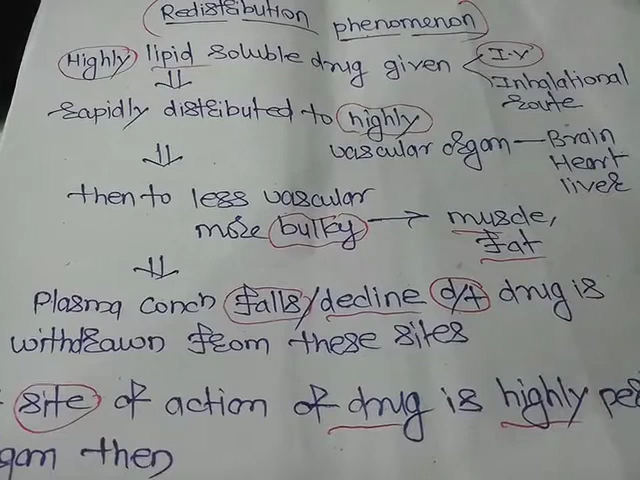 Redistribution phenomenon
Highly lipid soluble drug given I.V
Inhalational
route
rapidly distributed to highly
vascular organ — Brain
Heart
liver
then to less vascular
more bulky → muscle,
fat
Plasma concn falls/decline d/t drug is
withdrawn from these sites
site of action of drug is highly
then